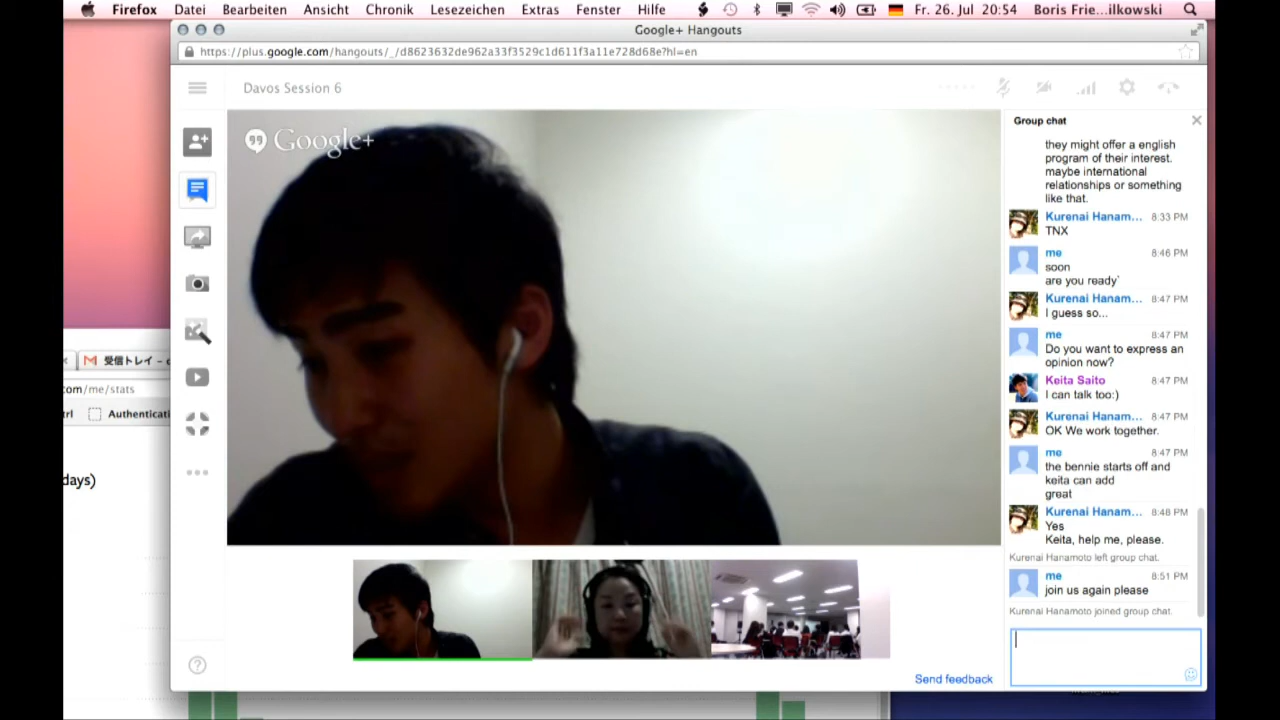 Firefox Datei Bearbeiten Ansicht Chronik Lesezeichen Extras Fenster Hilfe Fr. 26. Jul 20:54 Boris Frie...ilkowski
Google+ Hangouts
https://plus.google.com/hangouts/_/d8623632de962a33f3529c1d611f3a11e728d68e?hl=en
Davos Session 6
Google+
Group chat
they might offer a english
program of their interest.
maybe international
relationships or something
like that.
Kurenai Hanam... 8:33 PM
TNX
me 8:46 PM
soon
are you ready`
Kurenai Hanam... 8:47 PM
I guess so...
me 8:47 PM
Do you want to express an
opinion now?
Keita Saito 8:47 PM
I can talk too:)
Kurenai Hanam... 8:47 PM
OK We work together.
me 8:47 PM
the bennie starts off and
keita can add
great
Kurenai Hanam... 8:48 PM
Yes
Keita, help me, please.
Kurenai Hanamoto left group chat.
me 8:51 PM
join us again please
Kurenai Hanamoto joined group chat.
Send feedback
受信トレイ –
com/me/stats
Authenticati
days)